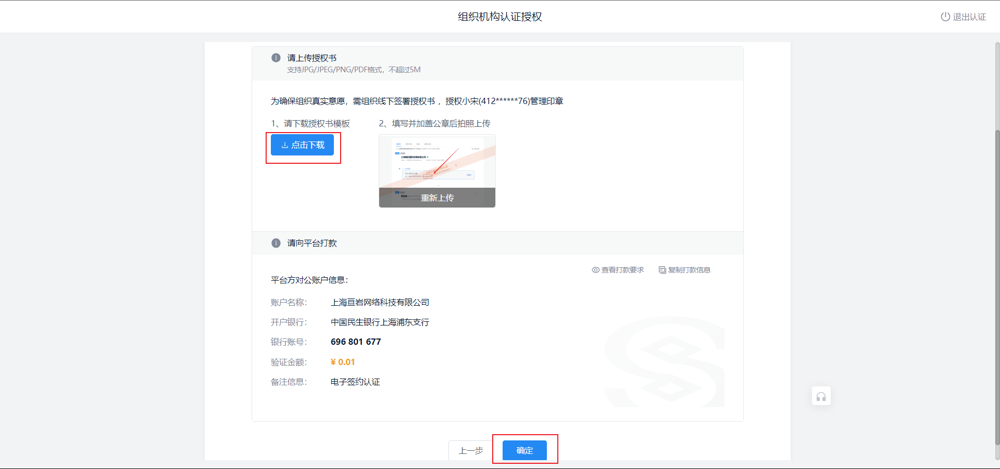 组织机构认证授权
退出认证
请上传授权书
支持JPG/JPEG/PNG/PDF格式，不超过5M
为确保组织真实意愿，需组织线下签署授权书 ，授权小宋(412******76)管理印章
1、请下载授权书模板
2、填写并加盖公章后拍照上传
点击下载
重新上传
请向平台打款
查看打款要求
复制打款信息
平台方对公账户信息：
账户名称： 上海亘岩网络科技有限公司
开户银行： 中国民生银行上海浦东支行
银行账号： 696 801 677
验证金额： ¥ 0.01
备注信息： 电子签约认证
上一步
确定